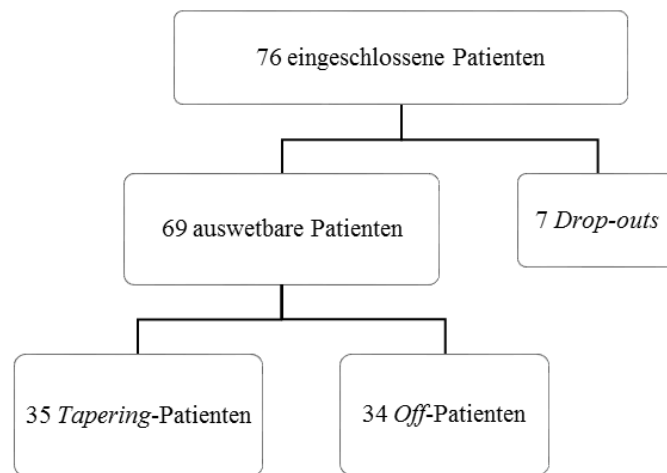 76 eingeschlossene Patienten
69 auswetbare Patienten
7 Drop-outs
35 Tapering-Patienten
34 Off-Patienten